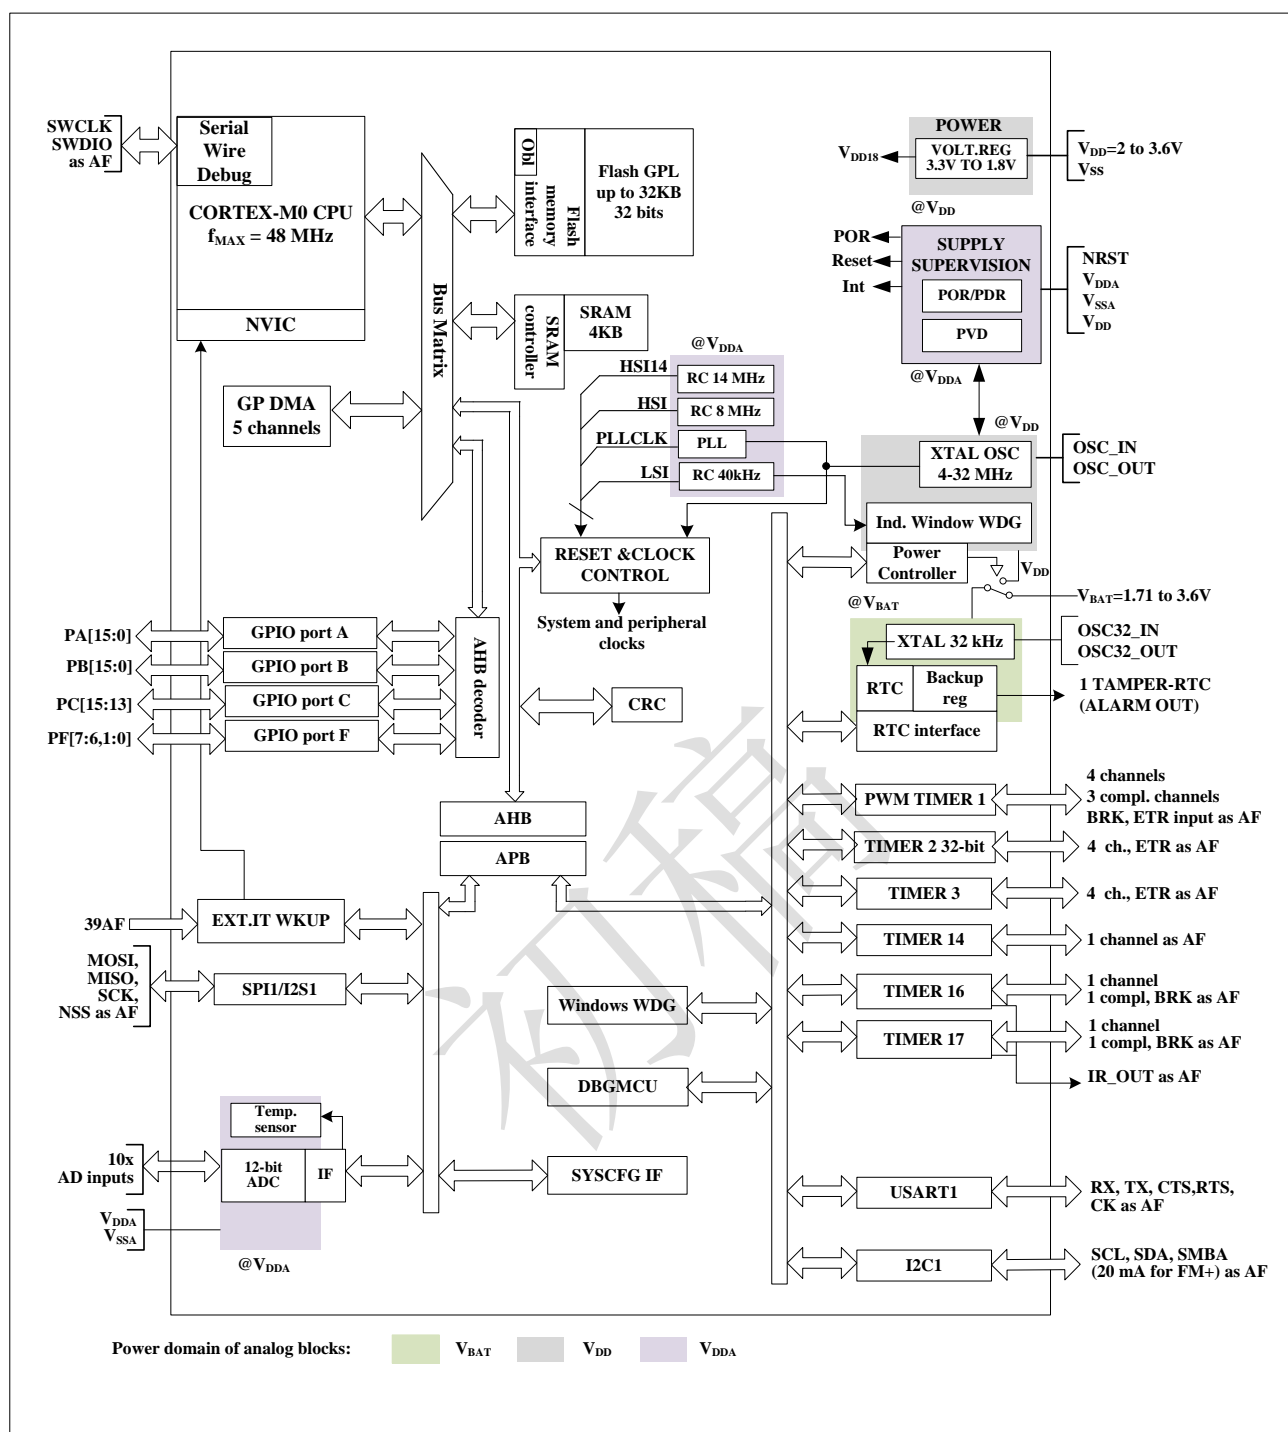 SWCLK
SWDIO
as AF
Serial
Wire
Debug
CORTEX-M0 CPU
fMAX = 48 MHz
NVIC
Bus Matrix
Obl
Flash
memory
interface
Flash GPL
up to 32KB
32 bits
SRAM
controller
SRAM
4KB
GP DMA
5 channels
POWER
VOLT.REG
3.3V TO 1.8V
VDD18
VDD=2 to 3.6V
Vss
@VDD
POR
Reset
Int
SUPPLY
SUPERVISION
POR/PDR
PVD
NRST
VDDA
VSSA
VDD
@VDDA
@VDDA
HSI14
RC 14 MHz
HSI
RC 8 MHz
PLLCLK
PLL
LSI
RC 40kHz
@VDD
XTAL OSC
4-32 MHz
OSC_IN
OSC_OUT
Ind. Window WDG
Power
Controller
VDD
RESET &CLOCK
CONTROL
System and peripheral
clocks
@VBAT
VBAT=1.71 to 3.6V
XTAL 32 kHz
OSC32_IN
OSC32_OUT
RTC
Backup
reg
RTC interface
1 TAMPER-RTC
(ALARM OUT)
PA[15:0]
GPIO port A
PB[15:0]
GPIO port B
PC[15:13]
GPIO port C
PF[7:6,1:0]
GPIO port F
AHB decoder
CRC
AHB
APB
PWM TIMER 1
4 channels
3 compl. channels
BRK, ETR input as AF
TIMER 2 32-bit
4 ch., ETR as AF
TIMER 3
4 ch., ETR as AF
TIMER 14
1 channel as AF
TIMER 16
1 channel
1 compl, BRK as AF
TIMER 17
1 channel
1 compl, BRK as AF
IR_OUT as AF
39AF
EXT.IT WKUP
MOSI,
MISO,
SCK,
NSS as AF
SPI1/I2S1
Windows WDG
DBGMCU
SYSCFG IF
Temp.
sensor
12-bit
ADC
IF
10x
AD inputs
VDDA
VSSA
@VDDA
USART1
RX, TX, CTS,RTS,
CK as AF
I2C1
SCL, SDA, SMBA
(20 mA for FM+) as AF
初稿
Power domain of analog blocks:
VBAT
VDD
VDDA